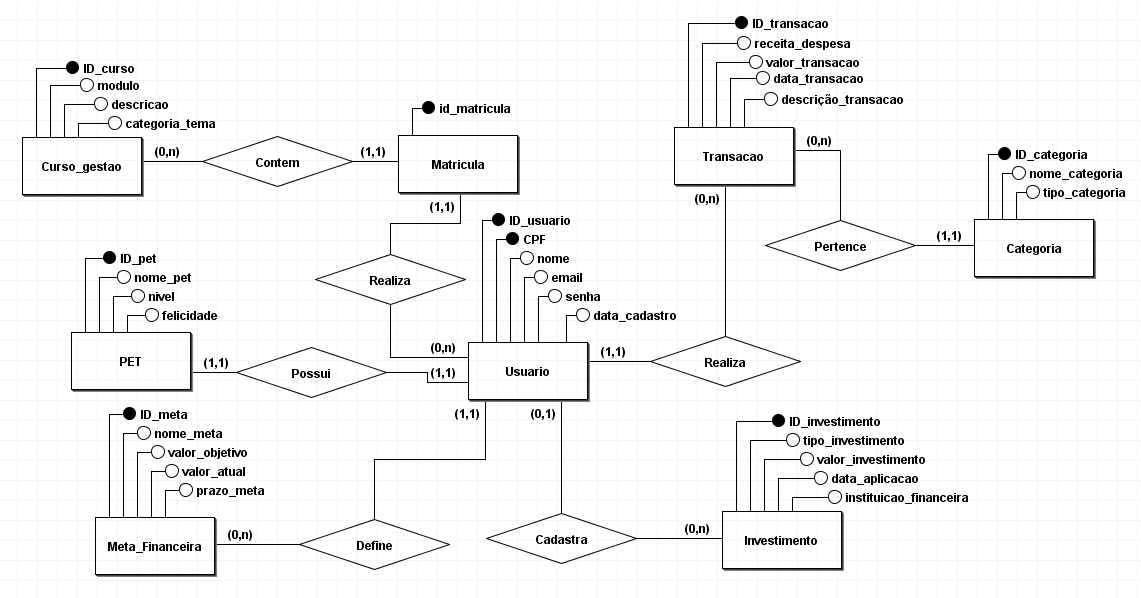 ID_transacao
receita_despesa
valor_transacao
data_transacao
descrição_transacao
Transacao
(0,n)
(0,n)
ID_curso
modulo
descricao
categoria_tema
Curso_gestao
(0,n)
Contem
(1,1)
id_matricula
Matricula
(1,1)
ID_categoria
nome_categoria
tipo_categoria
Categoria
(1,1)
Pertence
Realiza
(0,n)
ID_usuario
CPF
nome
email
senha
data_cadastro
Usuario
(1,1)
Realiza
ID_pet
nome_pet
nivel
felicidade
PET
(1,1)
Possui
(1,1)
(1,1)
(0,1)
ID_meta
nome_meta
valor_objetivo
valor_atual
prazo_meta
Meta_Financeira
(0,n)
Define
Cadastra
(0,n)
ID_investimento
tipo_investimento
valor_investimento
data_aplicacao
instituicao_financeira
Investimento